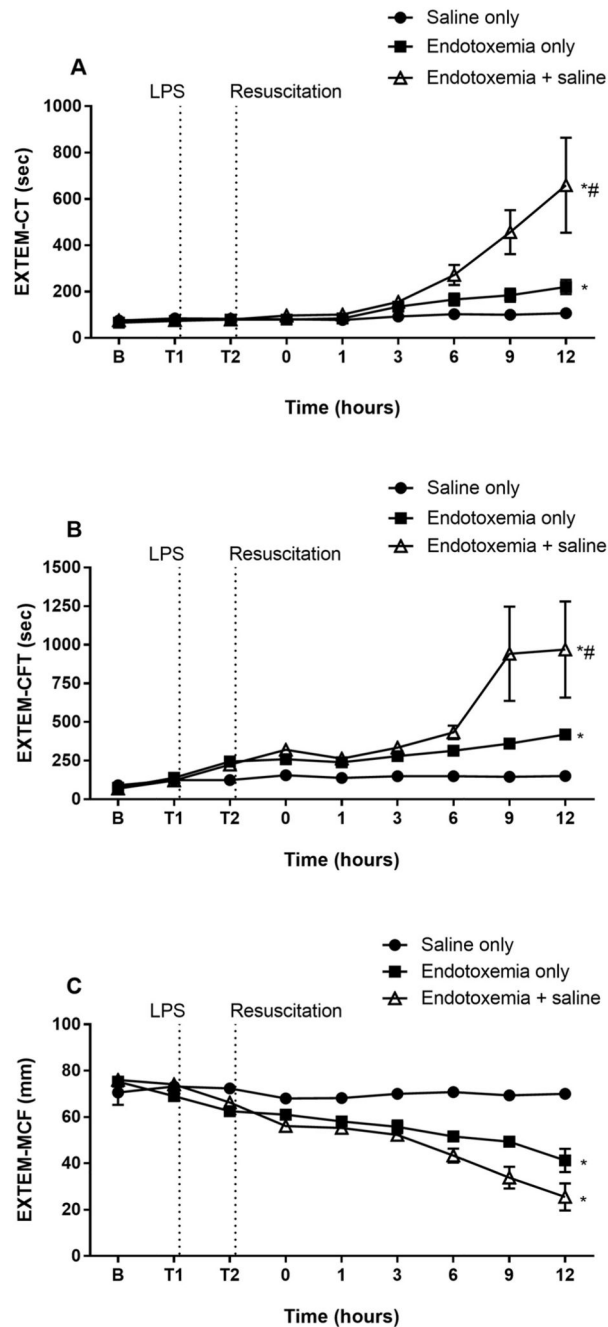 Saline only
Endotoxemia only
Endotoxemia + saline
A
LPS
Resuscitation
1000
800
600
400
200
0
EXTEM-CT (sec)
*#
*
B T1 T2 0 1 3 6 9 12
Time (hours)
Saline only
Endotoxemia only
Endotoxemia + saline
B
LPS
Resuscitation
1500
1250
1000
750
500
250
0
EXTEM-CFT (sec)
*#
*
B T1 T2 0 1 3 6 9 12
Time (hours)
Saline only
Endotoxemia only
Endotoxemia + saline
C
LPS
Resuscitation
100
80
60
40
20
0
EXTEM-MCF (mm)
*
*
B T1 T2 0 1 3 6 9 12
Time (hours)